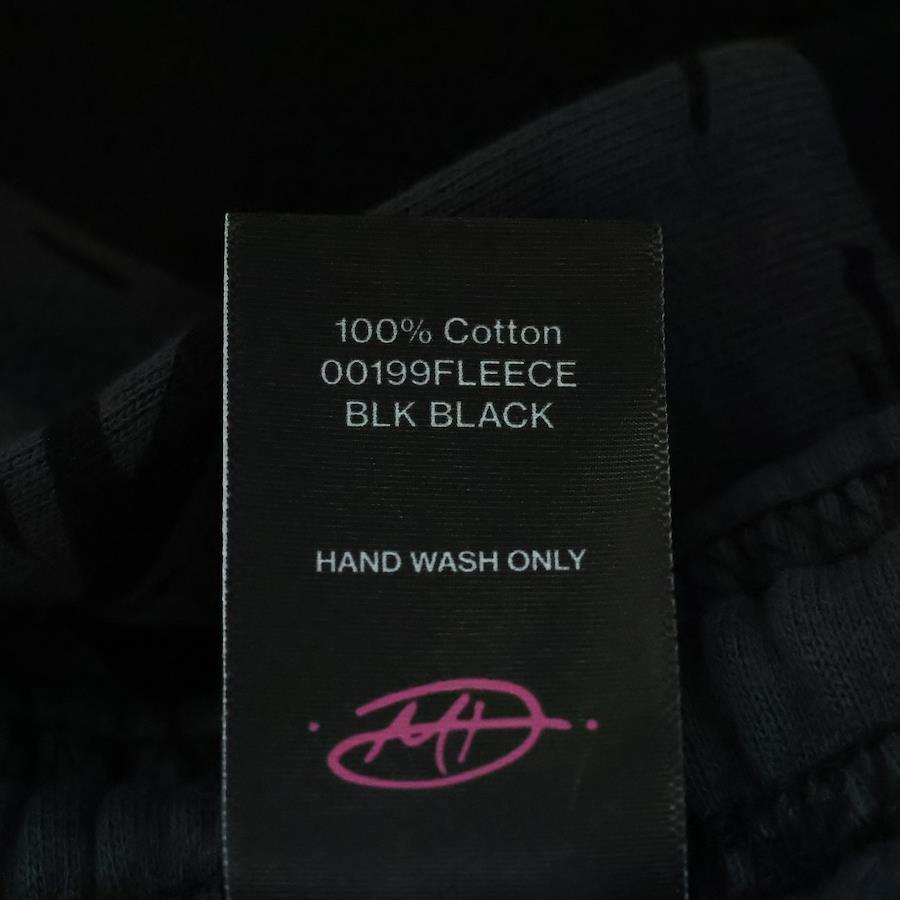 100% Cotton
00199FLEECE
BLK BLACK
HAND WASH ONLY